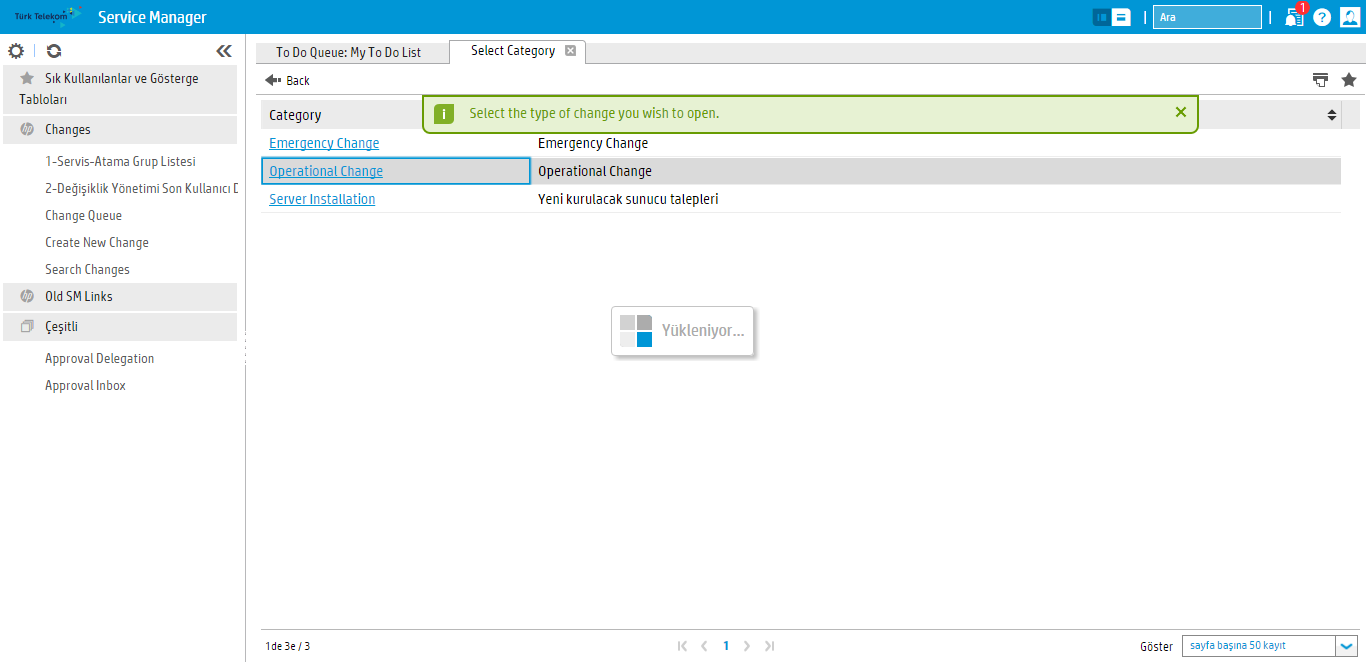 Türk Telekom
Service Manager
Ara
1
?
Sık Kullanılanlar ve Gösterge
Tabloları
Changes
1-Servis-Atama Grup Listesi
2-Değişiklik Yönetimi Son Kullanıcı D
Change Queue
Create New Change
Search Changes
Old SM Links
Çeşitli
Approval Delegation
Approval Inbox
To Do Queue: My To Do List
Select Category
Back
Category
Select the type of change you wish to open.
Emergency Change Emergency Change
Operational Change Operational Change
Server Installation Yeni kurulacak sunucu talepleri
Yükleniyor...
1de 3e / 3
1
Göster
sayfa başına 50 kayıt